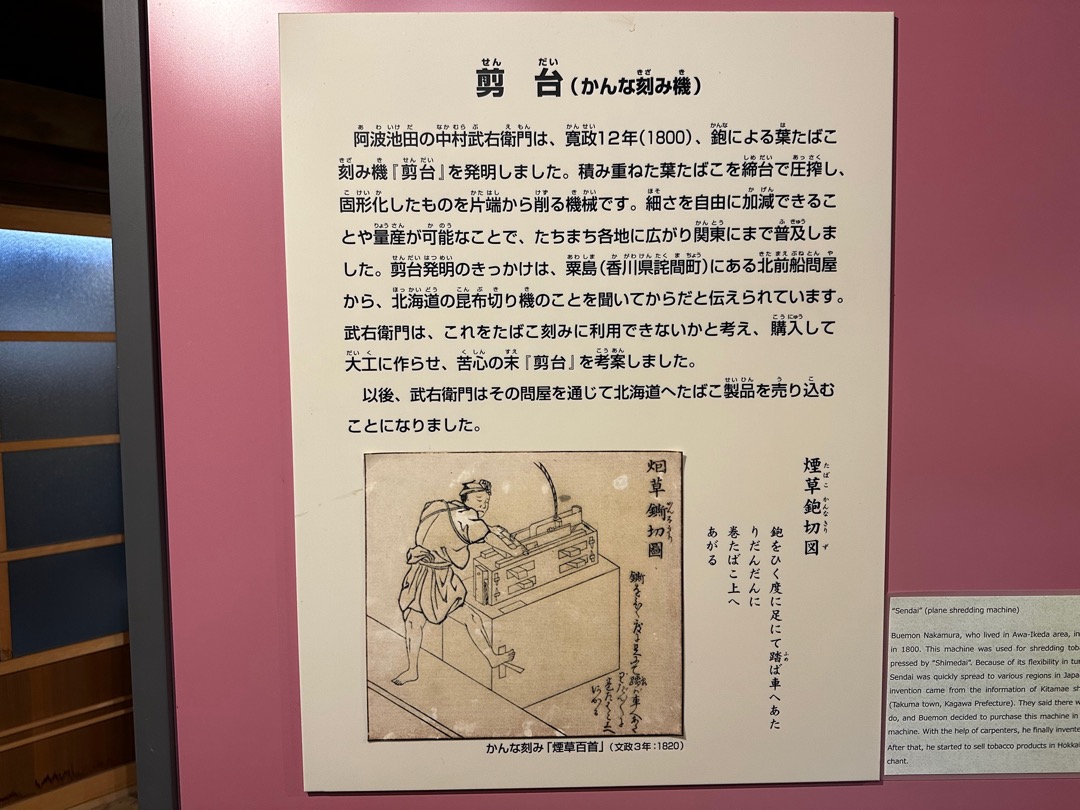 剪台(かんな刻み機)
阿波池田の中村武右衛門は、寛政12年(1800)、鉋による葉たばこ
刻み機『剪台』を発明しました。積み重ねた葉たばこを締台で圧搾し、
固形化したものを片端から削る機械です。細さを自由に加減できるこ
とや量産が可能なことで、たちまち各地に広がり関東にまで普及しま
した。剪台発明のきっかけは、粟島(香川県詫間町)にある北前船問屋
から、北海道の昆布切り機のことを聞いてからだと伝えられています。
武右衛門は、これをたばこ刻みに利用できないかと考え、購入して
大工に作らせ、苦心の末『剪台』を考案しました。
以後、武右衛門はその問屋を通じて北海道へたばこ製品を売り込む
ことになりました。
煙草鉋切図
鉋をひく度に足にて踏ば車へあた
りだんだんに
巻たばこ上へ
あがる
かんな刻み「煙草百首」(文政3年:1820)
"Sendai" (plane shredding machine)
Buemon Nakamura, who lived in Awa-Ikeda area, in
in 1800. This machine was used for shredding
pressed by "Shimedai". Because of its flexibility in
Sendai was quickly spread to various regions in
invention came from the information of Kitamae
(Takuma town, Kagawa Prefecture). They said there
do, and Buemon decided to purchase this machine in
machine. With the help of carpenters, he finally
After that, he started to sell tobacco products in
chant.